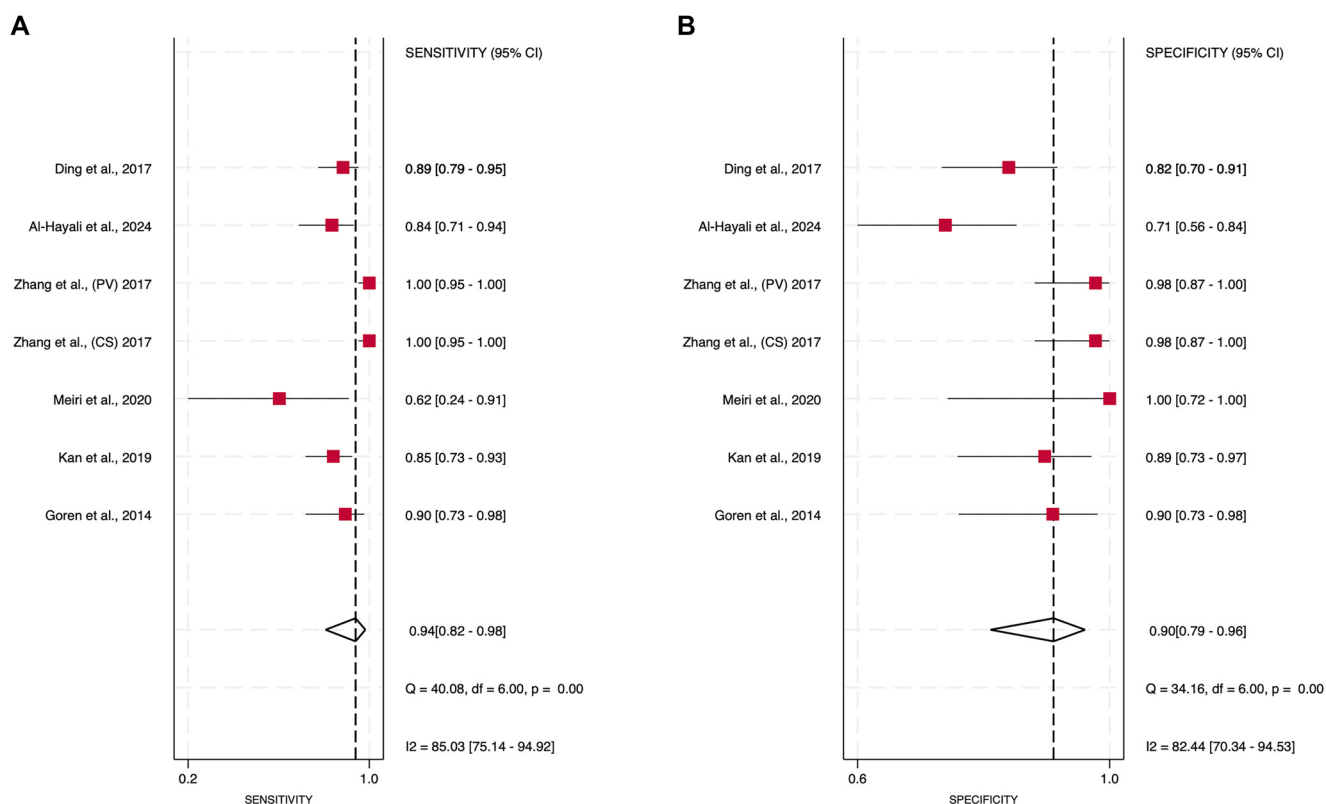 A
SENSITIVITY (95% CI)
Ding et al., 2017 0.89 [0.79 - 0.95]
Al-Hayali et al., 2024 0.84 [0.71 - 0.94]
Zhang et al., (PV) 2017 1.00 [0.95 - 1.00]
Zhang et al., (CS) 2017 1.00 [0.95 - 1.00]
Meiri et al., 2020 0.62 [0.24 - 0.91]
Kan et al., 2019 0.85 [0.73 - 0.93]
Goren et al., 2014 0.90 [0.73 - 0.98]
0.94[0.82 - 0.98]
Q = 40.08, df = 6.00, p = 0.00
I2 = 85.03 [75.14 - 94.92]
0.2 1.0
SENSITIVITY
B
SPECIFICITY (95% CI)
Ding et al., 2017 0.82 [0.70 - 0.91]
Al-Hayali et al., 2024 0.71 [0.56 - 0.84]
Zhang et al., (PV) 2017 0.98 [0.87 - 1.00]
Zhang et al., (CS) 2017 0.98 [0.87 - 1.00]
Meiri et al., 2020 1.00 [0.72 - 1.00]
Kan et al., 2019 0.89 [0.73 - 0.97]
Goren et al., 2014 0.90 [0.73 - 0.98]
0.90[0.79 - 0.96]
Q = 34.16, df = 6.00, p = 0.00
I2 = 82.44 [70.34 - 94.53]
0.6 1.0
SPECIFICITY